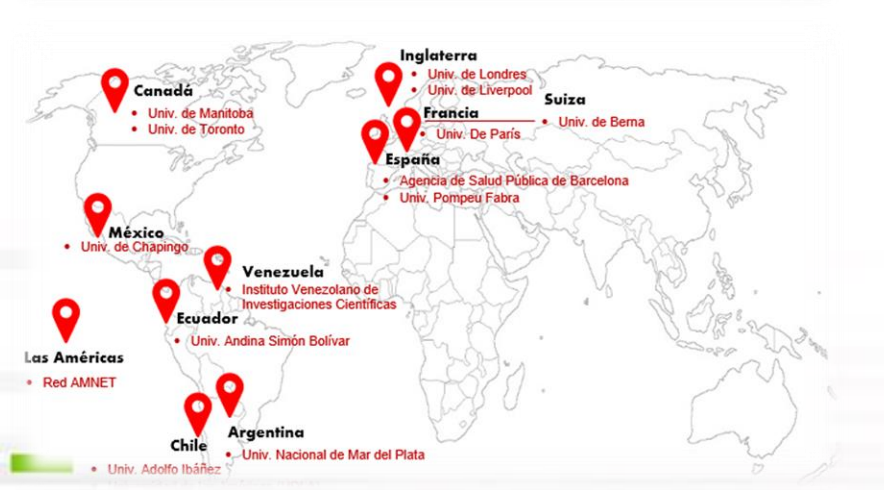 Inglaterra
• Univ. de Londres
• Univ. de Liverpool
Canadá
• Univ. de Manitoba
• Univ. de Toronto
Suiza
• Univ. de Berna
Francia
• Univ. De París
España
• Agencia de Salud Pública de Barcelona
• Univ. Pompeu Fabra
México
• Univ. de Chapingo
Venezuela
• Instituto Venezolano de
Investigaciones Científicas
Ecuador
• Univ. Andina Simón Bolívar
Las Américas
• Red AMNET
Argentina
• Univ. Nacional de Mar del Plata
Chile
• Univ. Adolfo Ibáñez